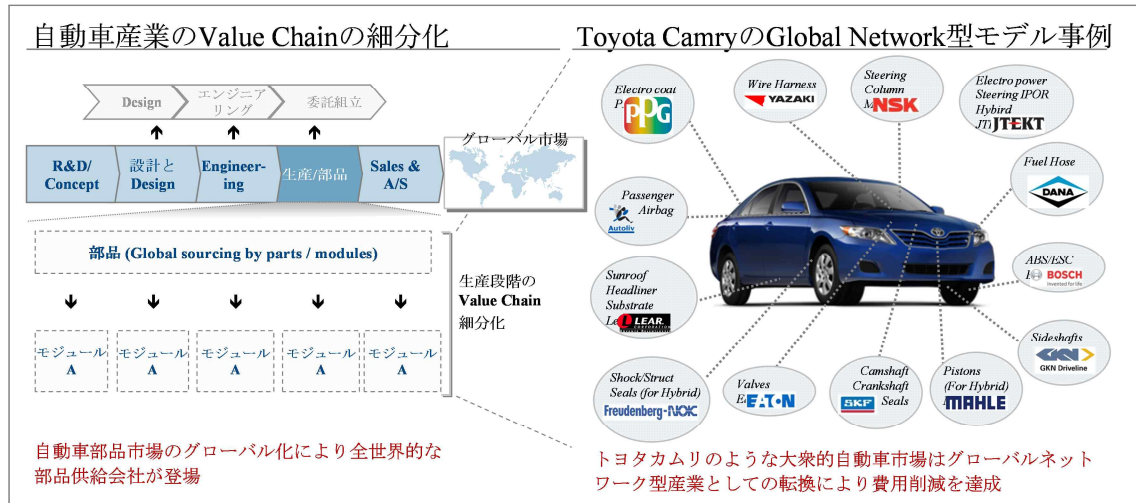 自動車産業のValue Chainの細分化
Design
エンジニア
リング
委託組立
グローバル市場
R&D/
Concept
設計と
Design
Engineer-
ing
生産/部品
Sales &
A/S
部品 (Global sourcing by parts / modules)
モジュール
A
モジュール
A
モジュール
A
モジュール
A
モジュール
A
生産段階の
Value Chain
細分化
自動車部品市場のグローバル化により全世界的な
部品供給会社が登場
Toyota CamryのGlobal Network型モデル事例
Electro coat
PPG
Wire Harness
YAZAKI
Steering
Column
NSK
Electro power
Steering IPOR
Hybird
JTEKT
Passenger
Airbag
Autoliv
Fuel Hose
DANA
Sunroof
Headliner
Substrate
LEAR
CORPORATION
ABS/ESC
BOSCH
Invented for life
Sideshafts
GKN
GKN Driveline
Shock/Struct
Seals (for Hybrid)
Freudenberg-NOK
Valves
EATON
Camshaft
Crankshaft
SKF Seals
Pistons
(For Hybrid)
MAHLE
トヨタカムリのような大衆的自動車市場はグローバルネット
ワーク型産業としての転換により費用削減を達成